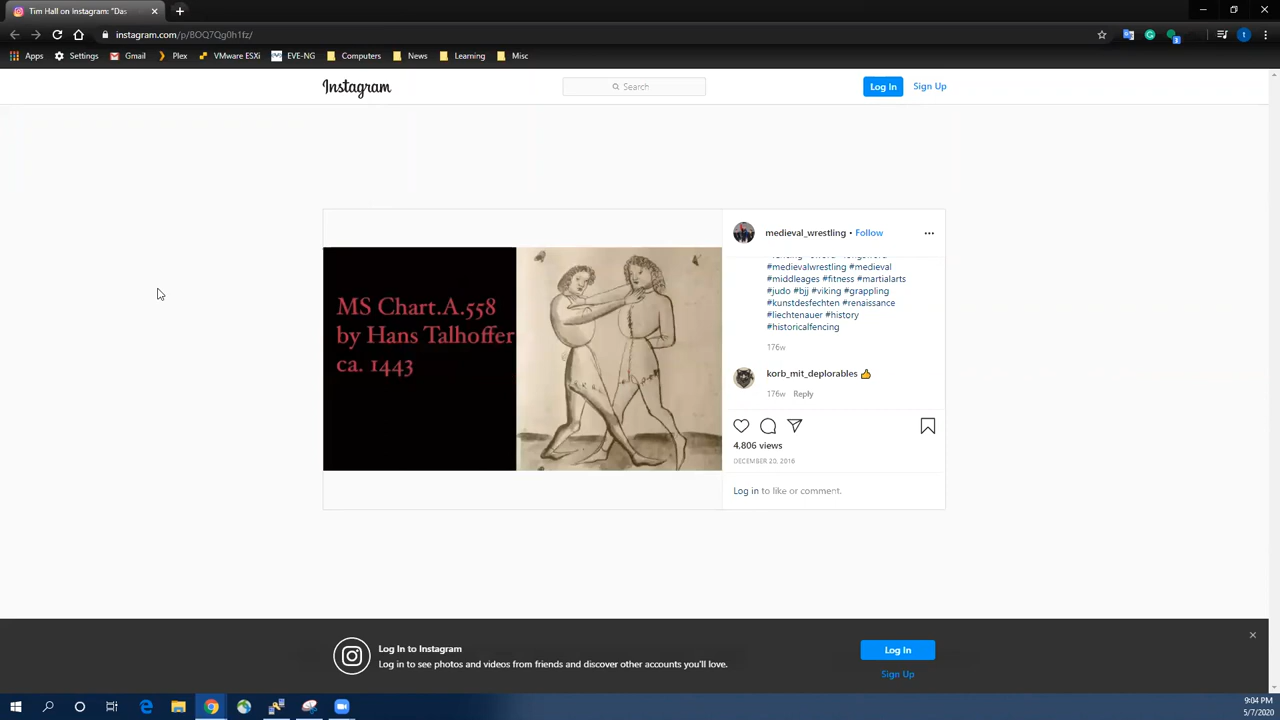 Tim Hall on Instagram: "Das
instagram.com/p/BOQ7Qg0h1fz/
Apps Settings Gmail Plex VMware ESXi EVE-NG Computers News Learning Misc
Instagram
Search
Log In
Sign Up
MS Chart.A.558
by Hans Talhoffer
ca. 1443
medieval_wrestling • Follow
#medievalwrestling #medieval
#middleages #fitness #martialarts
#judo #bjj #viking #grappling
#kunstdesfechten #renaissance
#liechtenauer #history
#historicalfencing
176w
korb_mit_deplorables 👍
176w Reply
4,806 views
DECEMBER 20, 2016
Log in to like or comment.
Log In to Instagram
Log in to see photos and videos from friends and discover other accounts you'll love.
Log In
Sign Up
9:04 PM
5/7/2020